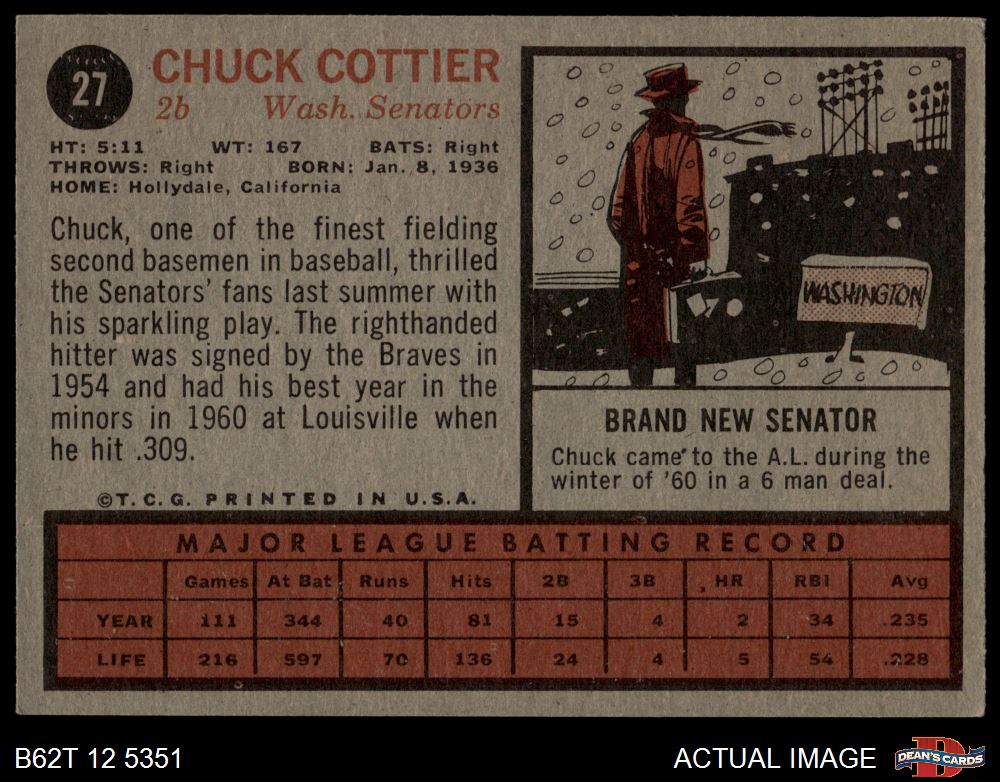 27
CHUCK COTTIER
2b Wash. Senators
HT: 5:11 WT: 167 BATS: Right
THROWS: Right BORN: Jan. 8, 1936
HOME: Hollydale, California
Chuck, one of the finest fielding
second basemen in baseball, thrilled
the Senators' fans last summer with
his sparkling play. The righthanded
hitter was signed by the Braves in
1954 and had his best year in the
minors in 1960 at Louisville when
he hit .309.
©T.C.G. PRINTED IN U.S.A.
WASHINGTON
BRAND NEW SENATOR
Chuck came to the A.L. during the
winter of '60 in a 6 man deal.
MAJOR LEAGUE BATTING RECORD
Games At Bat Runs Hits 2B 3B HR RBI Avg
YEAR 111 344 40 81 15 4 2 34 .235
LIFE 216 597 70 136 24 4 5 54 .228
B62T 12 5351
ACTUAL IMAGE
D
DEAN'S CARDS